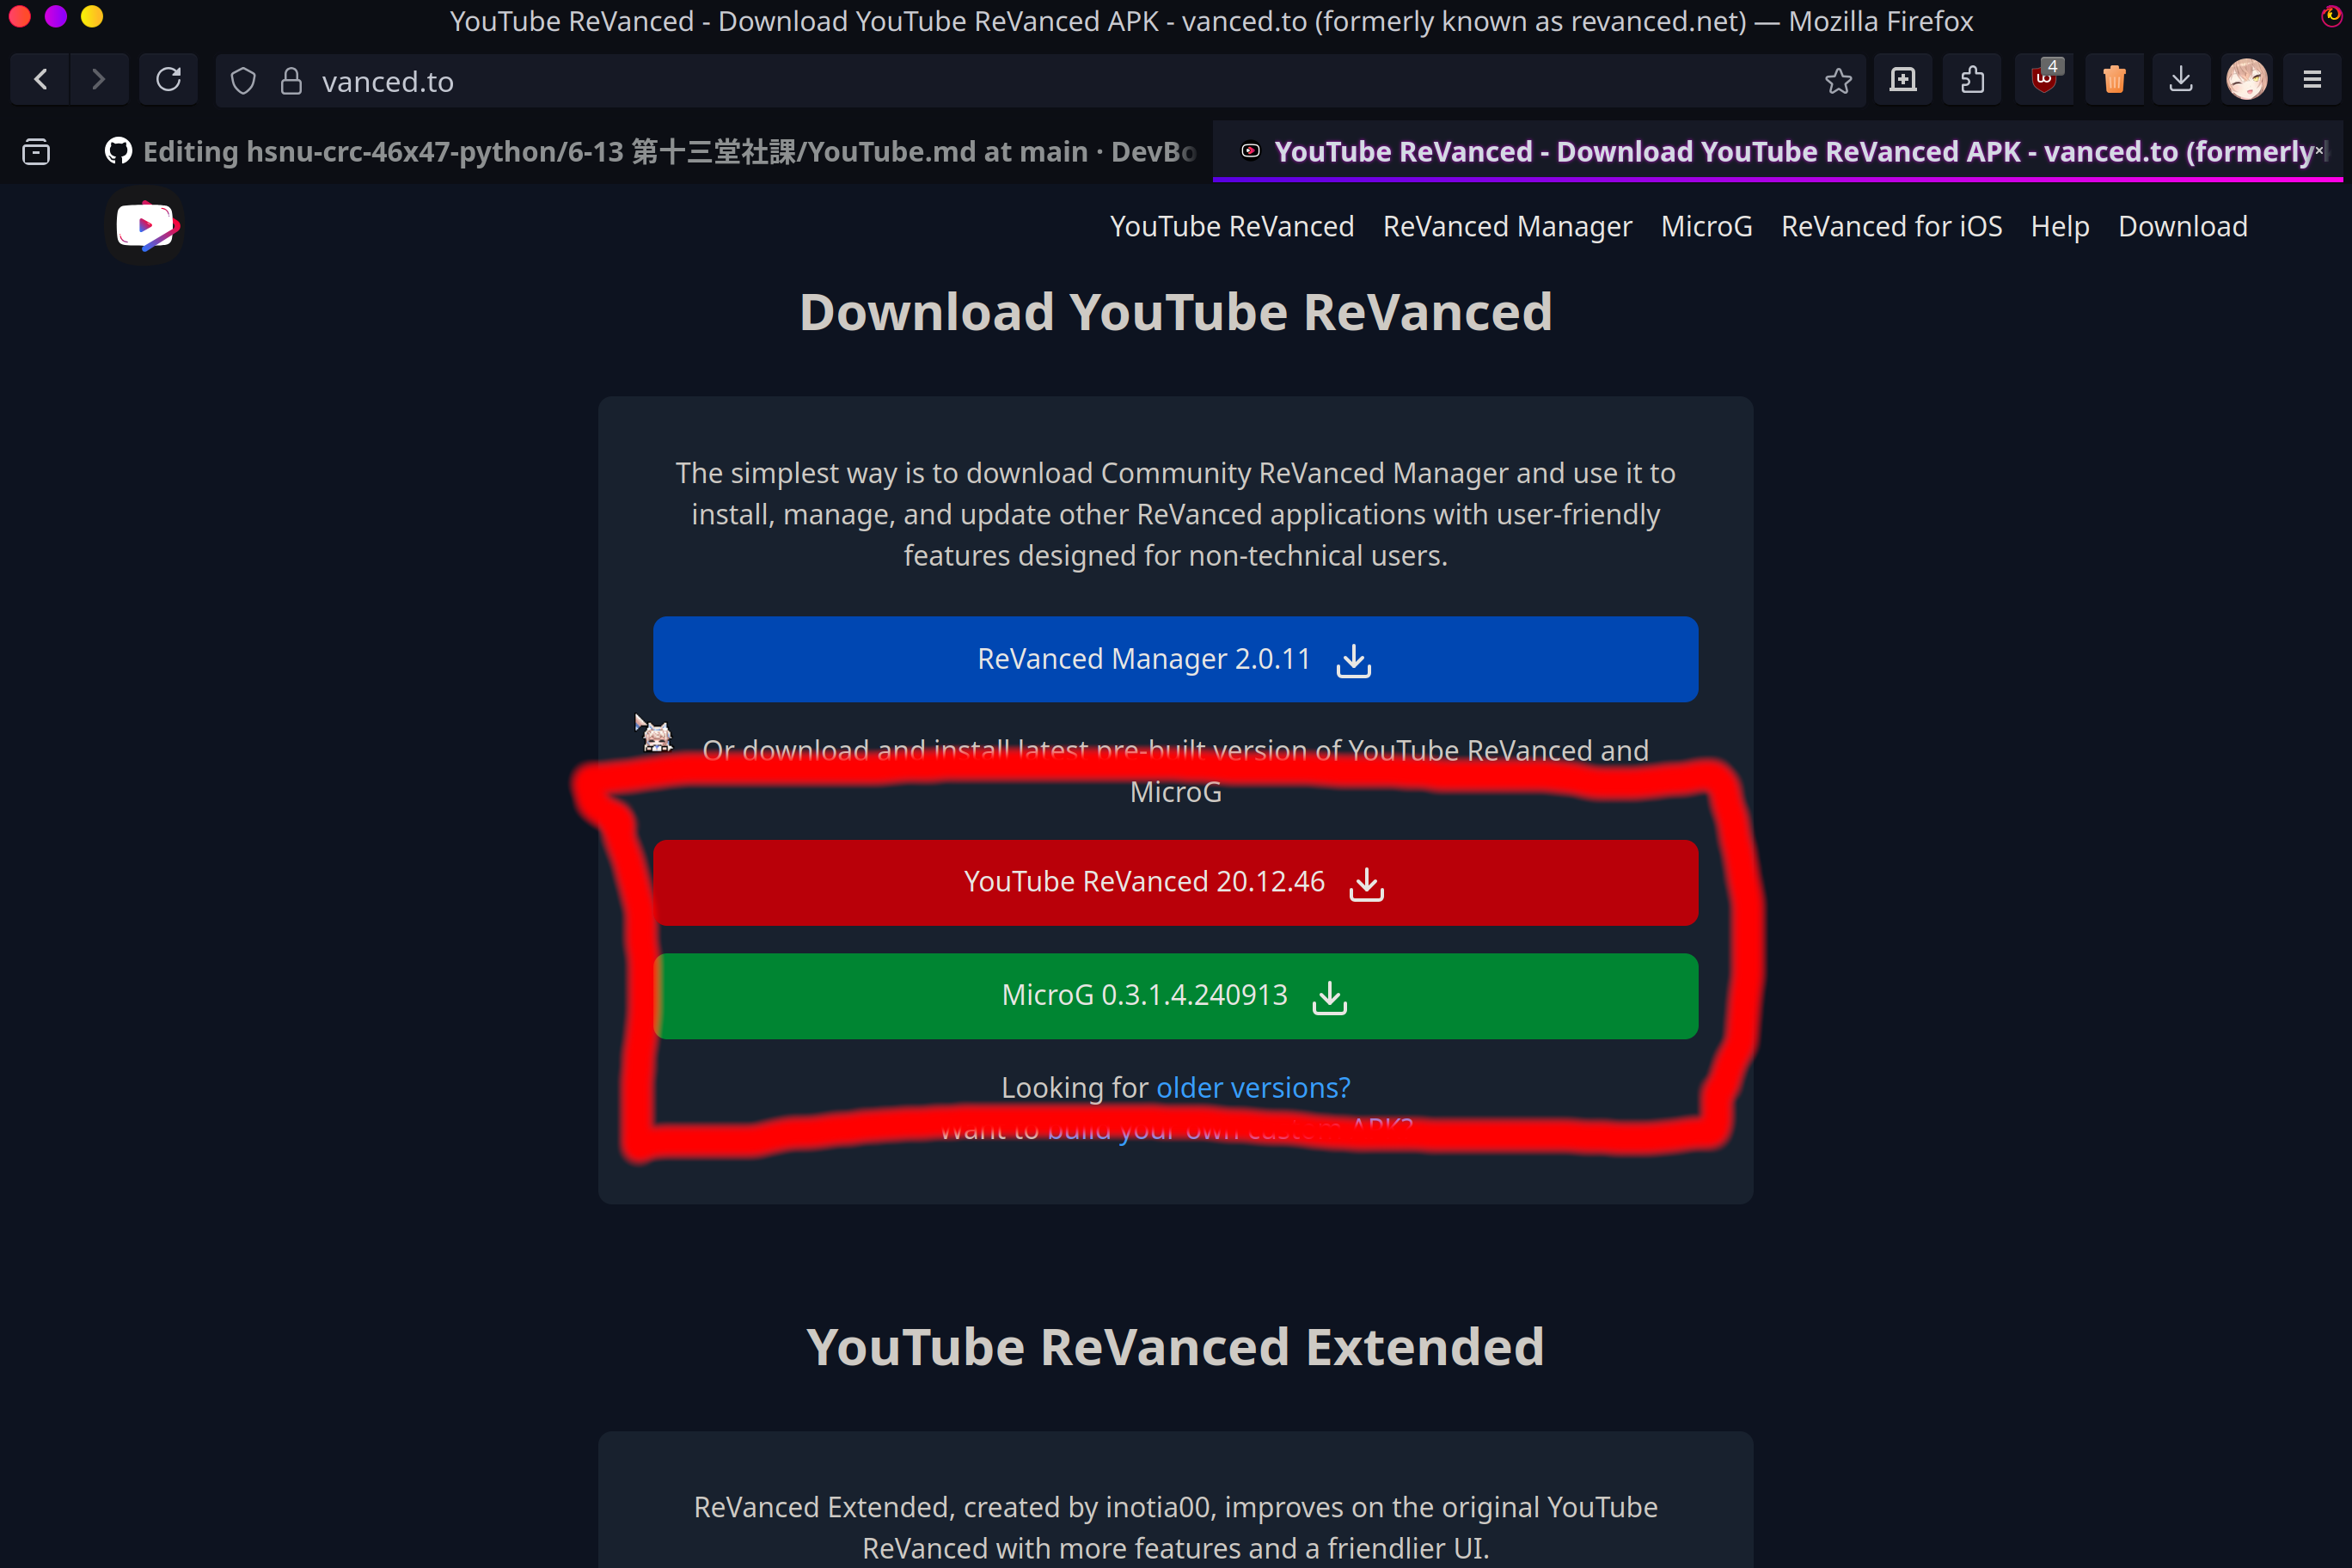 YouTube ReVanced - Download YouTube ReVanced APK - vanced.to (formerly known as revanced.net) — Mozilla Firefox
vanced.to
4
Editing hsnu-crc-46x47-python/6-13 第十三堂社課/YouTube.md at main · DevBo
YouTube ReVanced - Download YouTube ReVanced APK - vanced.to (formerly
YouTube ReVanced ReVanced Manager MicroG ReVanced for iOS Help Download
Download YouTube ReVanced
The simplest way is to download Community ReVanced Manager and use it to
install, manage, and update other ReVanced applications with user-friendly
features designed for non-technical users.
ReVanced Manager 2.0.11
Or download and install latest pre-built version of YouTube ReVanced and
MicroG
YouTube ReVanced 20.12.46
MicroG 0.3.1.4.240913
Looking for older versions?
Want to build your own custom APK?
YouTube ReVanced Extended
ReVanced Extended, created by inotia00, improves on the original YouTube
ReVanced with more features and a friendlier UI.